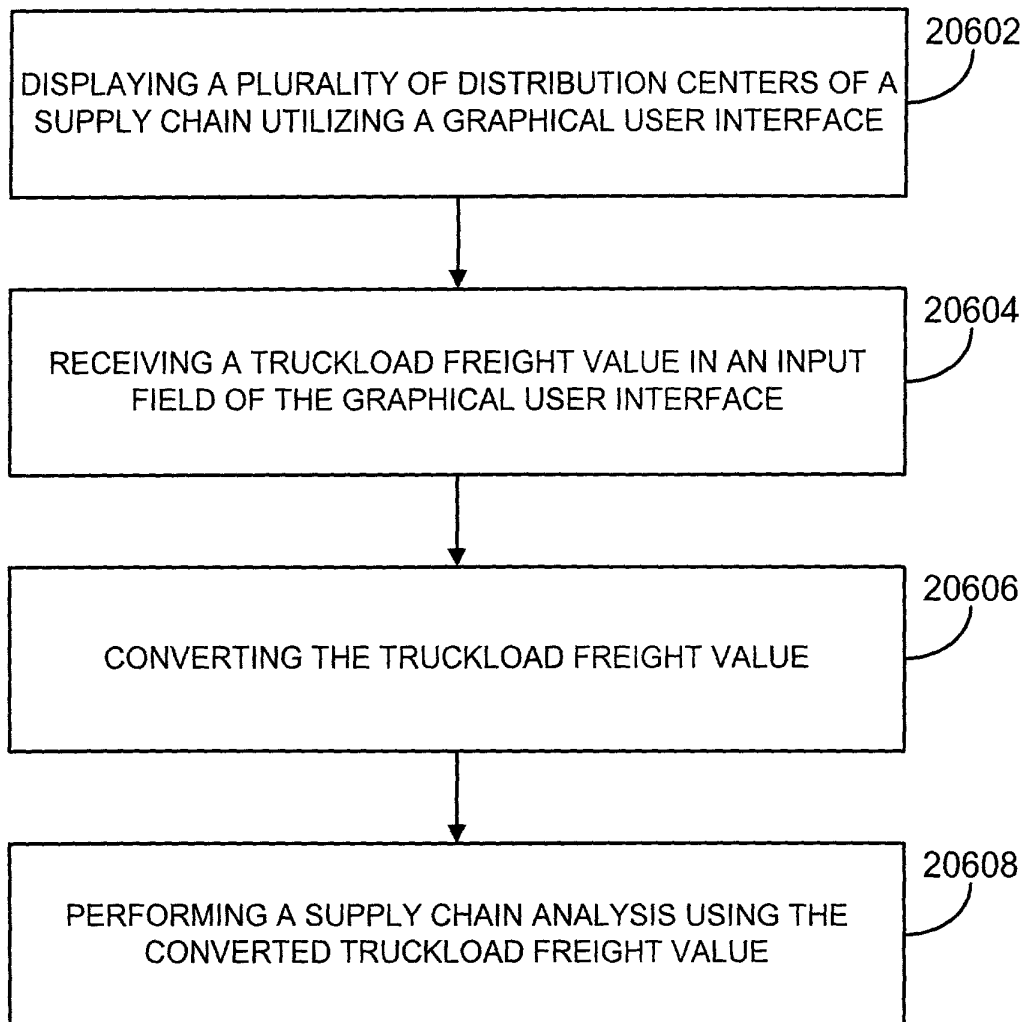 20602
DISPLAYING A PLURALITY OF DISTRIBUTION CENTERS OF A
SUPPLY CHAIN UTILIZING A GRAPHICAL USER INTERFACE
20604
RECEIVING A TRUCKLOAD FREIGHT VALUE IN AN INPUT
FIELD OF THE GRAPHICAL USER INTERFACE
20606
CONVERTING THE TRUCKLOAD FREIGHT VALUE
20608
PERFORMING A SUPPLY CHAIN ANALYSIS USING THE
CONVERTED TRUCKLOAD FREIGHT VALUE